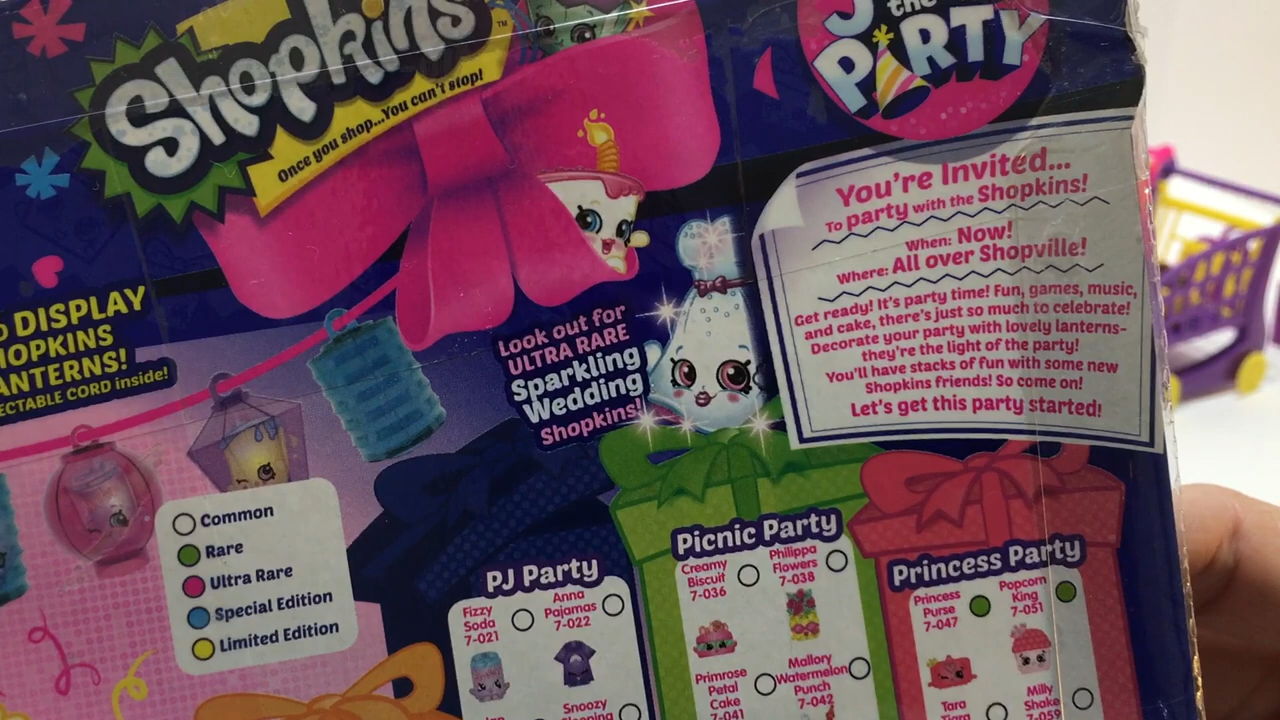 Shopkins™
Once you shop...You can't stop!
the
PARTY
You're Invited...
To party with the Shopkins!
When: Now!
Where: All over Shopville!
Get ready! It's party time! Fun, games, music,
and cake, there's just so much to celebrate!
Decorate your party with lovely lanterns-
they're the light of the party!
You'll have stacks of fun with some new
Shopkins friends! So come on!
Let's get this party started!
Look out for
ULTRA RARE
Sparkling
Wedding
Shopkins!
DISPLAY
CORD inside!
Common
Rare
Ultra Rare
Special Edition
Limited Edition
PJ Party
Fizzy
Soda
7-021
Anna
Pajamas
7-022
Snoozy
Picnic Party
Creamy
Biscuit
7-036
Philippa
Flowers
7-038
Primrose
Petal
Cake
7-041
Mallory
Watermelon
Punch
7-042
Princess Party
Princess
Purse
7-047
Popcorn
King
7-051
Tara
Milly
Shake
7-059